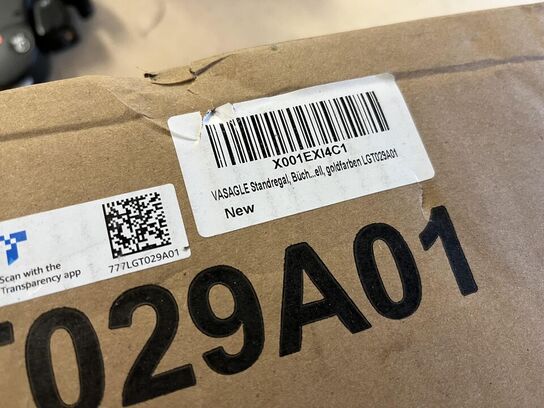 X001EXI4C1
VASAGLE Standregal, Büch...ell, goldfarben LGT029A01
New
Scan with the
Transparency app
777LGT029A01
T029A01